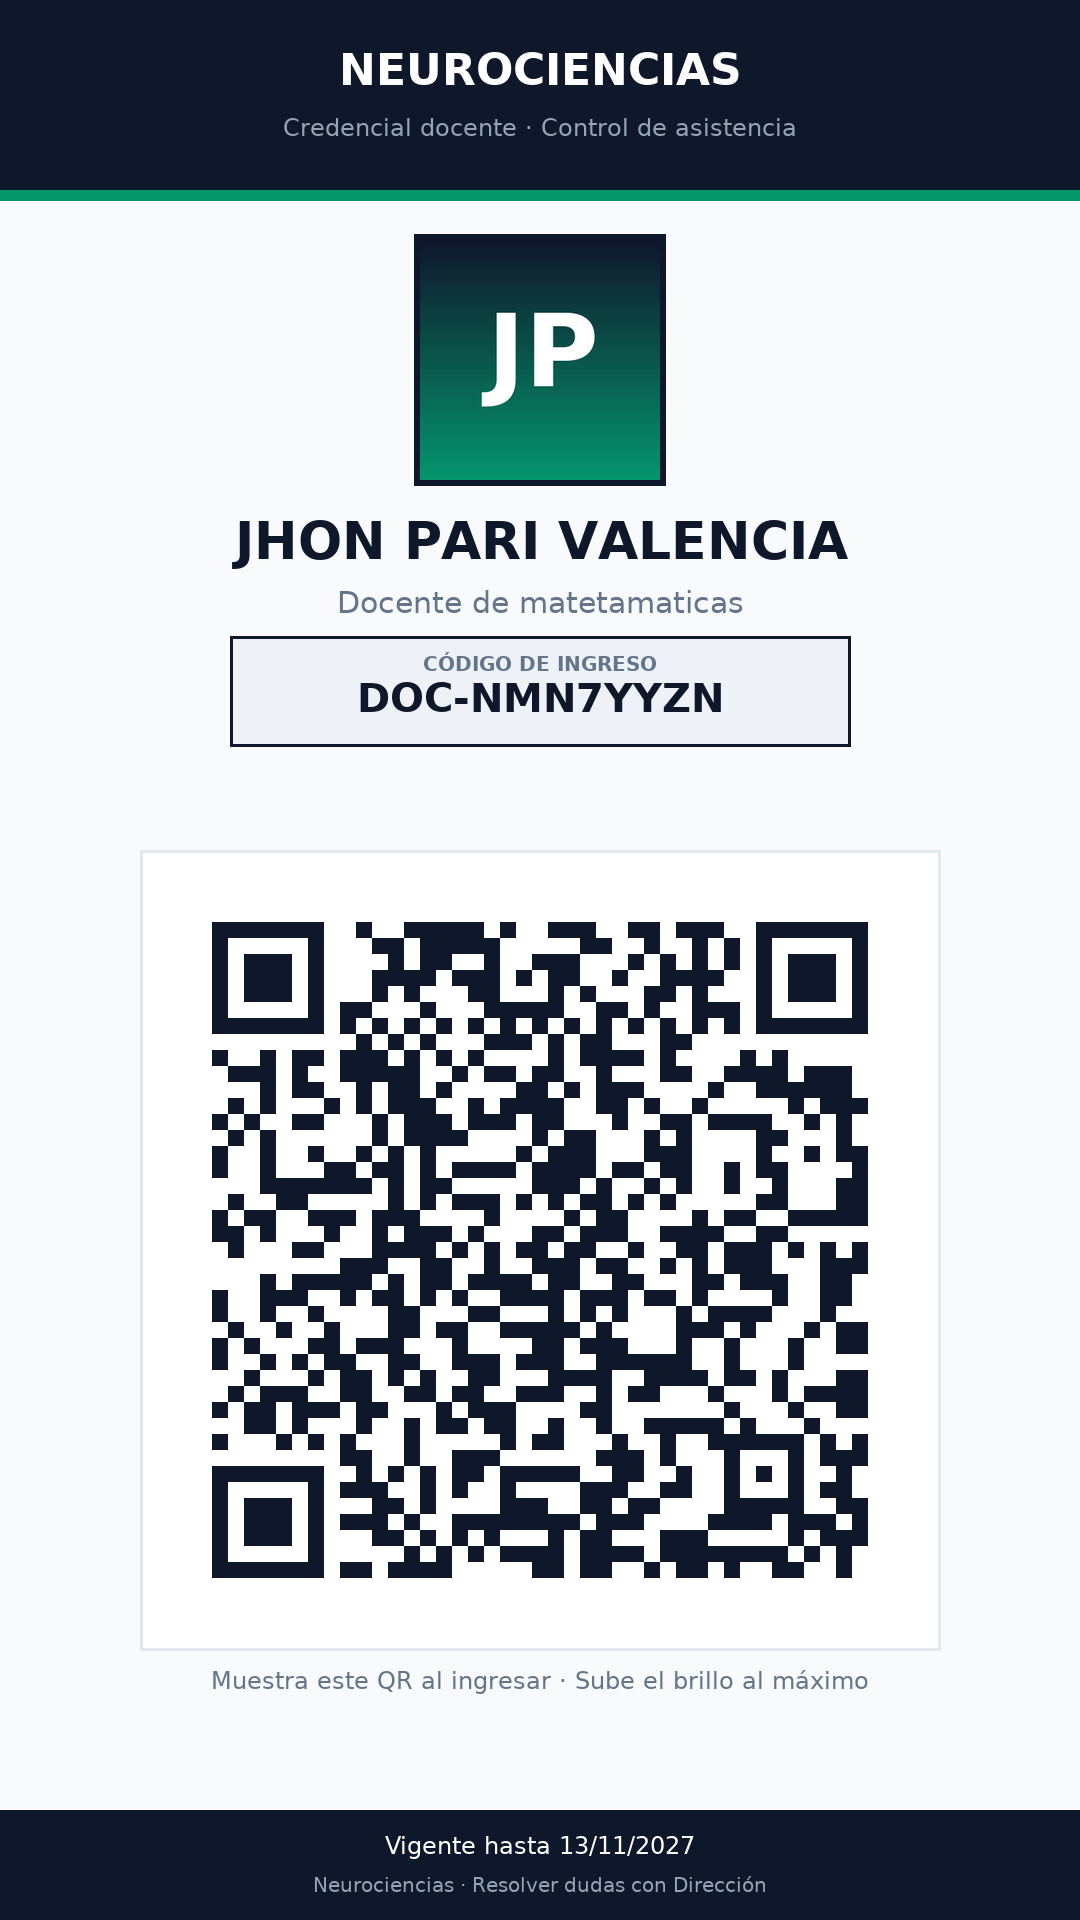 NEUROCIENCIAS
Credencial docente · Control de asistencia
JP
JHON PARI VALENCIA
Docente de matetamaticas
CÓDIGO DE INGRESO
DOC-NMN7YYZN
Muestra este QR al ingresar · Sube el brillo al máximo
Vigente hasta 13/11/2027
Neurociencias · Resolver dudas con Dirección